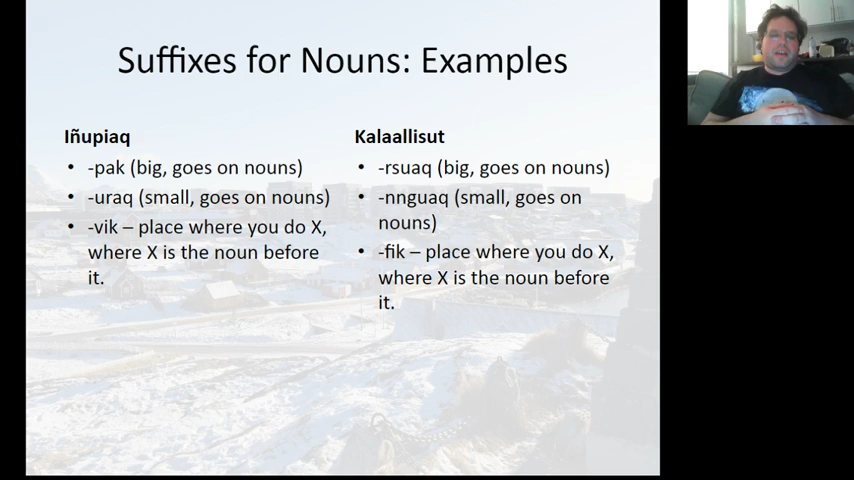 Suffixes for Nouns: Examples
Iñupiaq
• -pak (big, goes on nouns)
• -uraq (small, goes on nouns)
• -vik – place where you do X,
where X is the noun before
it.
Kalaallisut
• -rsuaq (big, goes on nouns)
• -nnguaq (small, goes on
nouns)
• -fik – place where you do X,
where X is the noun before
it.